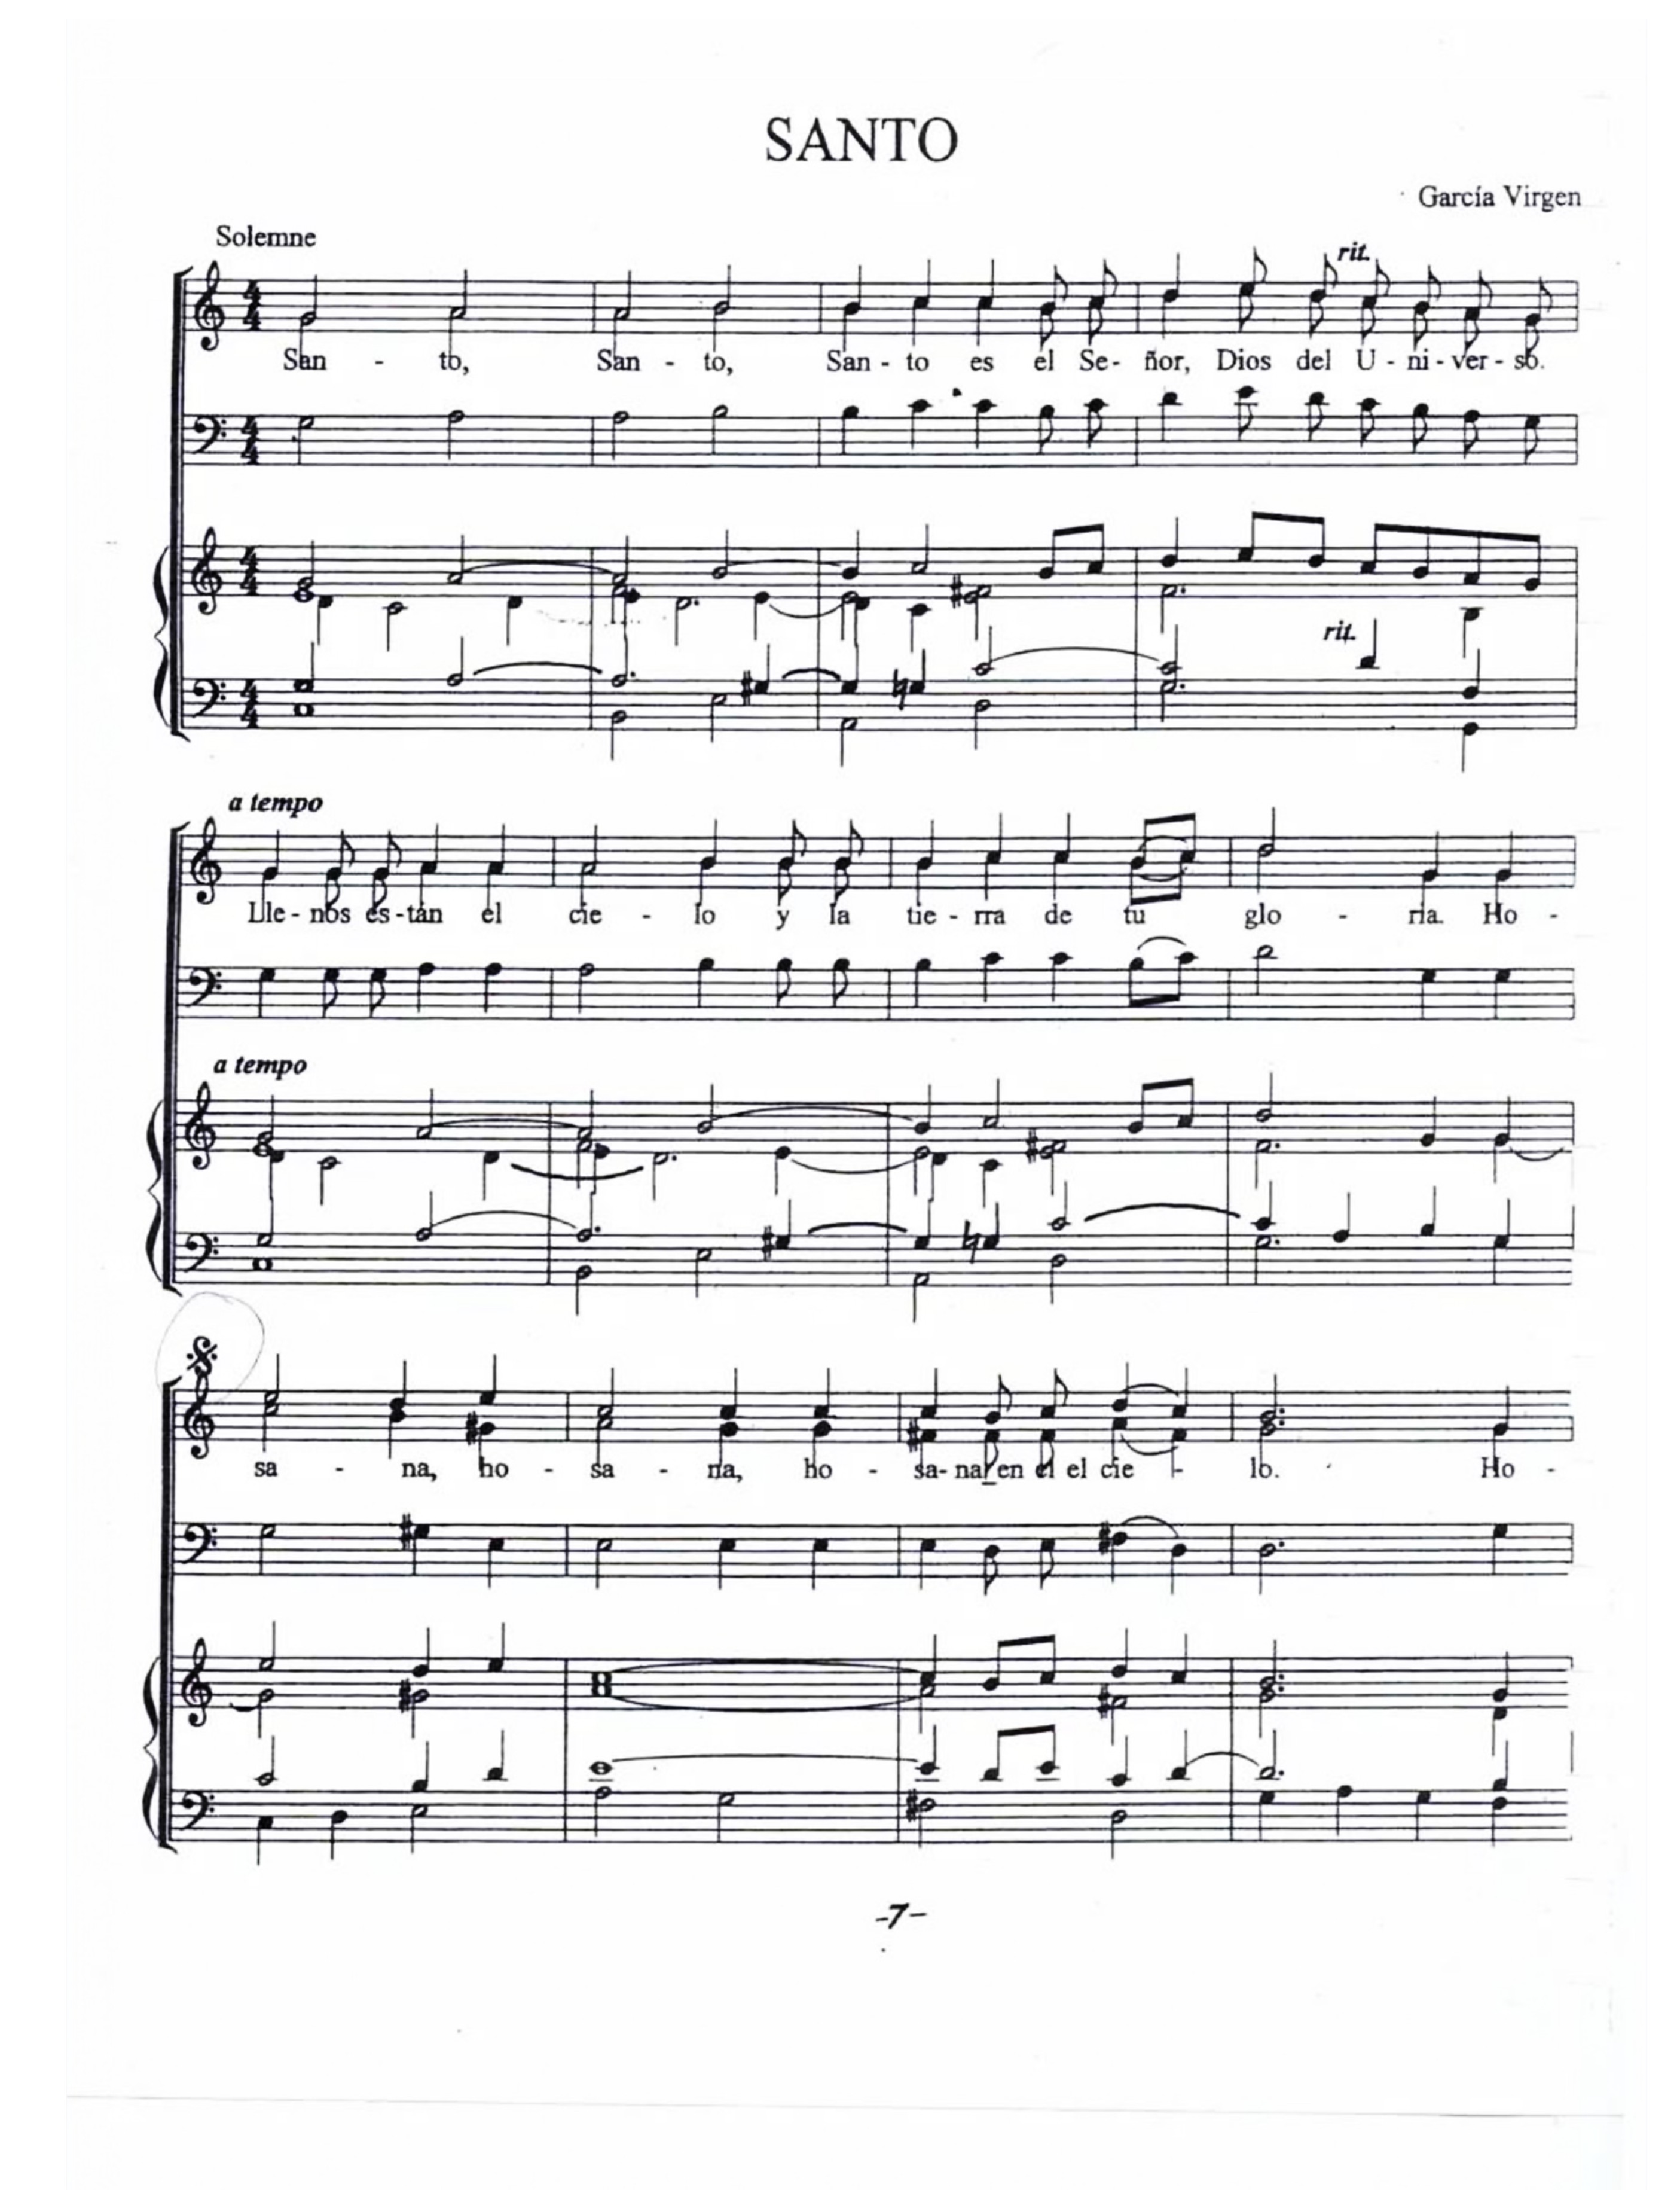 SANTO
García Virgen
Solemne
rit.
San - to, San - to, San - to es el Se- ñor, Dios del U - ni - ver - so.
rit.
a tempo
Lle - nos es - tán el cie - lo y la tie - rra de tu glo - ria. Ho -
a tempo
sa - na, ho - sa - na, ho - sa- na en el el cie - lo. Ho -
-7-